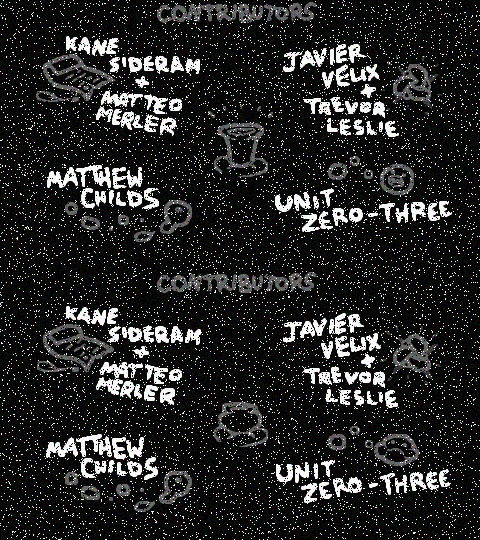 CONTRIBUTORS
KANE
SIDERAM
+
MATTEO
MERLER
JAVIER
VELIX
+
TREVOR
LESLIE
MATTHEW
CHILDS
UNIT
ZERO-THREE
CONTRIBUTORS
KANE
SIDERAM
+
MATTEO
MERLER
JAVIER
VELIX
+
TREVOR
LESLIE
MATTHEW
CHILDS
UNIT
ZERO-THREE